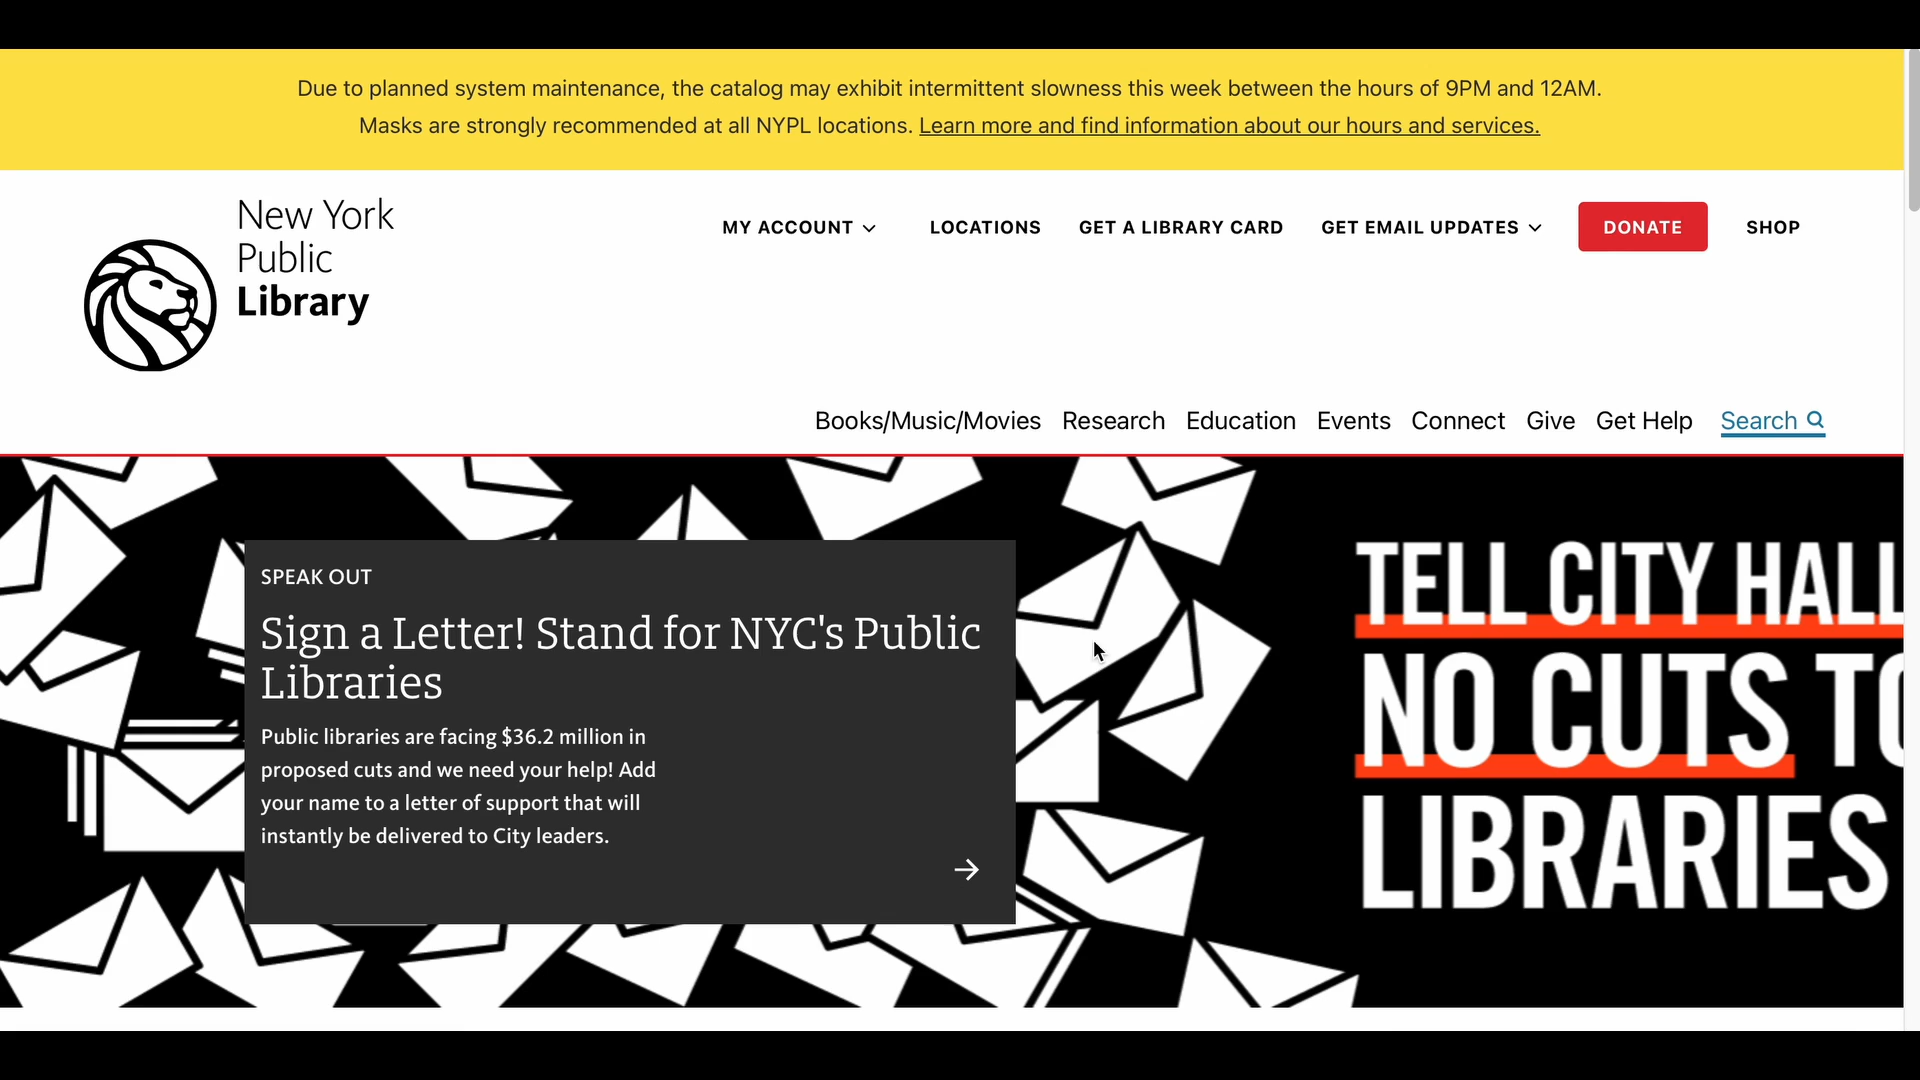 Due to planned system maintenance, the catalog may exhibit intermittent slowness this week between the hours of 9PM and 12AM.
Masks are strongly recommended at all NYPL locations. Learn more and find information about our hours and services.
New York
Public
Library
MY ACCOUNT
LOCATIONS
GET A LIBRARY CARD
GET EMAIL UPDATES
DONATE
SHOP
Books/Music/Movies
Research
Education
Events
Connect
Give
Get Help
Search
SPEAK OUT
Sign a Letter! Stand for NYC's Public
Libraries
Public libraries are facing $36.2 million in
proposed cuts and we need your help! Add
your name to a letter of support that will
instantly be delivered to City leaders.
TELL CITY HALL
NO CUTS TO
LIBRARIES